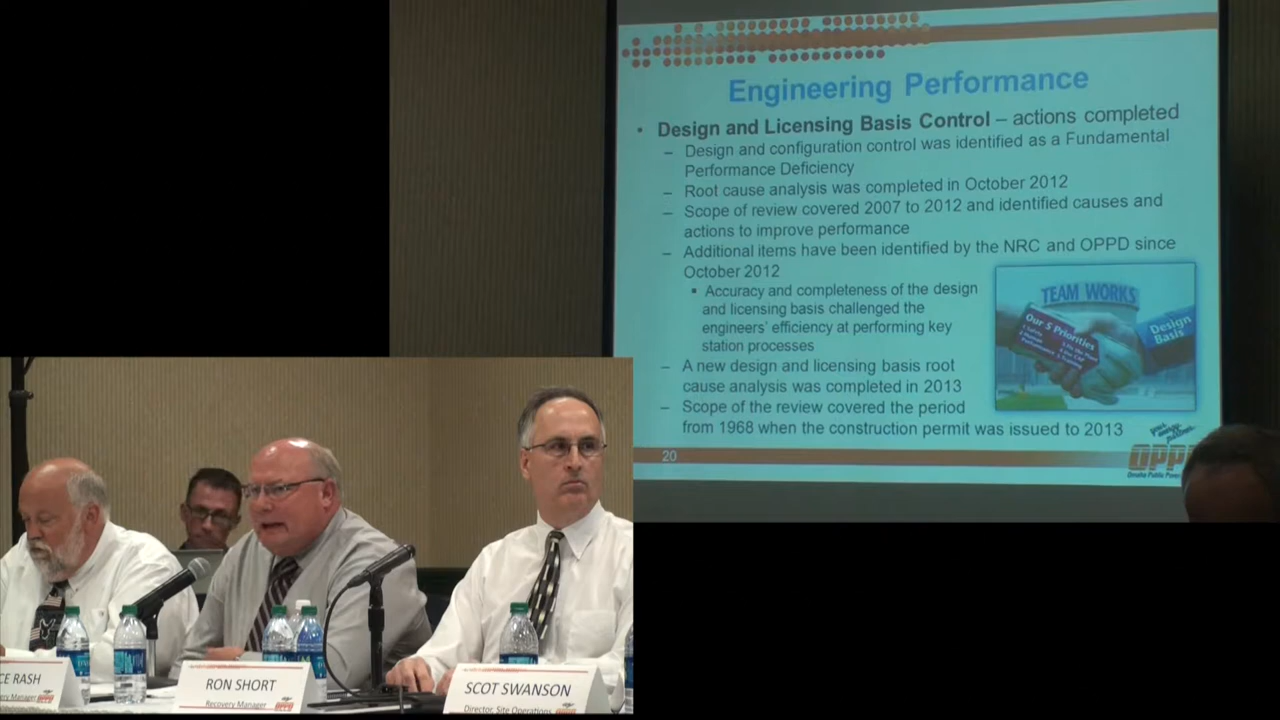 Engineering Performance
• Design and Licensing Basis Control – actions completed
– Design and configuration control was identified as a Fundamental
Performance Deficiency
– Root cause analysis was completed in October 2012
– Scope of review covered 2007 to 2012 and identified causes and
actions to improve performance
– Additional items have been identified by the NRC and OPPD since
October 2012
▪ Accuracy and completeness of the design
and licensing basis challenged the
engineers' efficiency at performing key
station processes
– A new design and licensing basis root
cause analysis was completed in 2013
– Scope of the review covered the period
from 1968 when the construction permit was issued to 2013
TEAM WORKS
Our 5 Priorities
Design
Basis
20
OPP
Omaha Public Power
CE RASH
very Manager
RON SHORT
Recovery Manager
SCOT SWANSON
Director, Site Operations